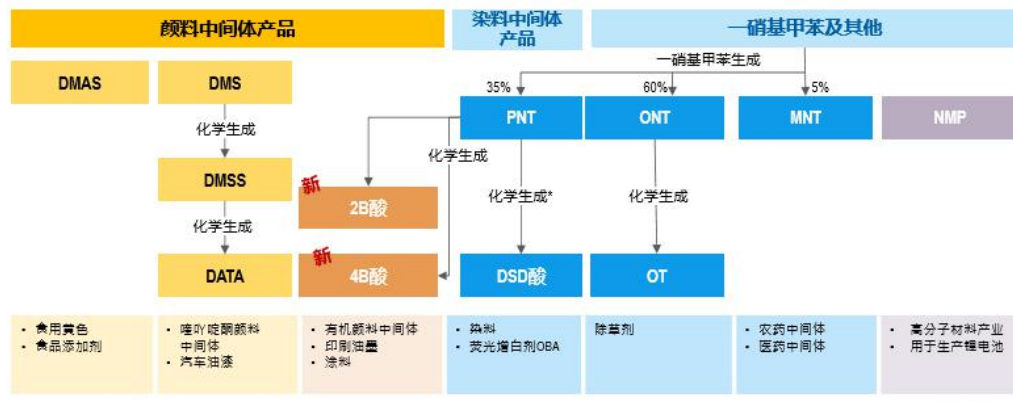 颜料中间体产品
染料中间体
产品
一硝基甲苯及其他
一硝基甲苯生成
35%
60%
5%
DMAS
DMS
PNT
ONT
MNT
NMP
化学生成
化学生成
DMSS
新
2B酸
化学生成*
化学生成
化学生成
新
DATA
4B酸
DSD酸
OT
• 食用黄色
• 食品添加剂
• 喹吖啶酮颜料
中间体
• 汽车油漆
• 有机颜料中间体
• 印刷油墨
• 涂料
• 染料
• 荧光增白剂OBA
除草剂
• 农药中间体
• 医药中间体
• 高分子材料产业
• 用于生产锂电池